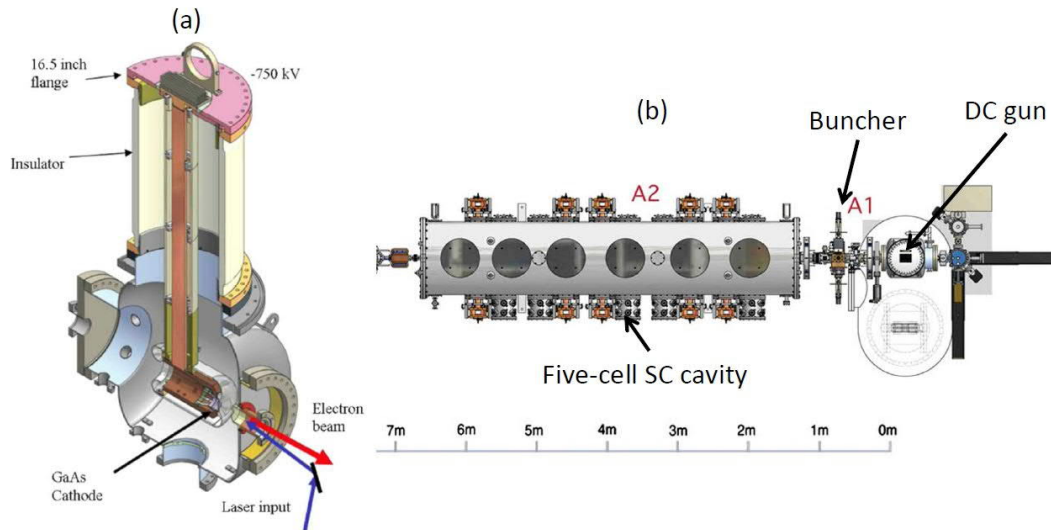 (a)
16.5 inch
flange
-750 kV
Insulator
Electron
beam
GaAs
Cathode
Laser input
(b)
DC gun
Buncher
A2
A1
Five-cell SC cavity
7m 6m 5m 4m 3m 2m 1m 0m